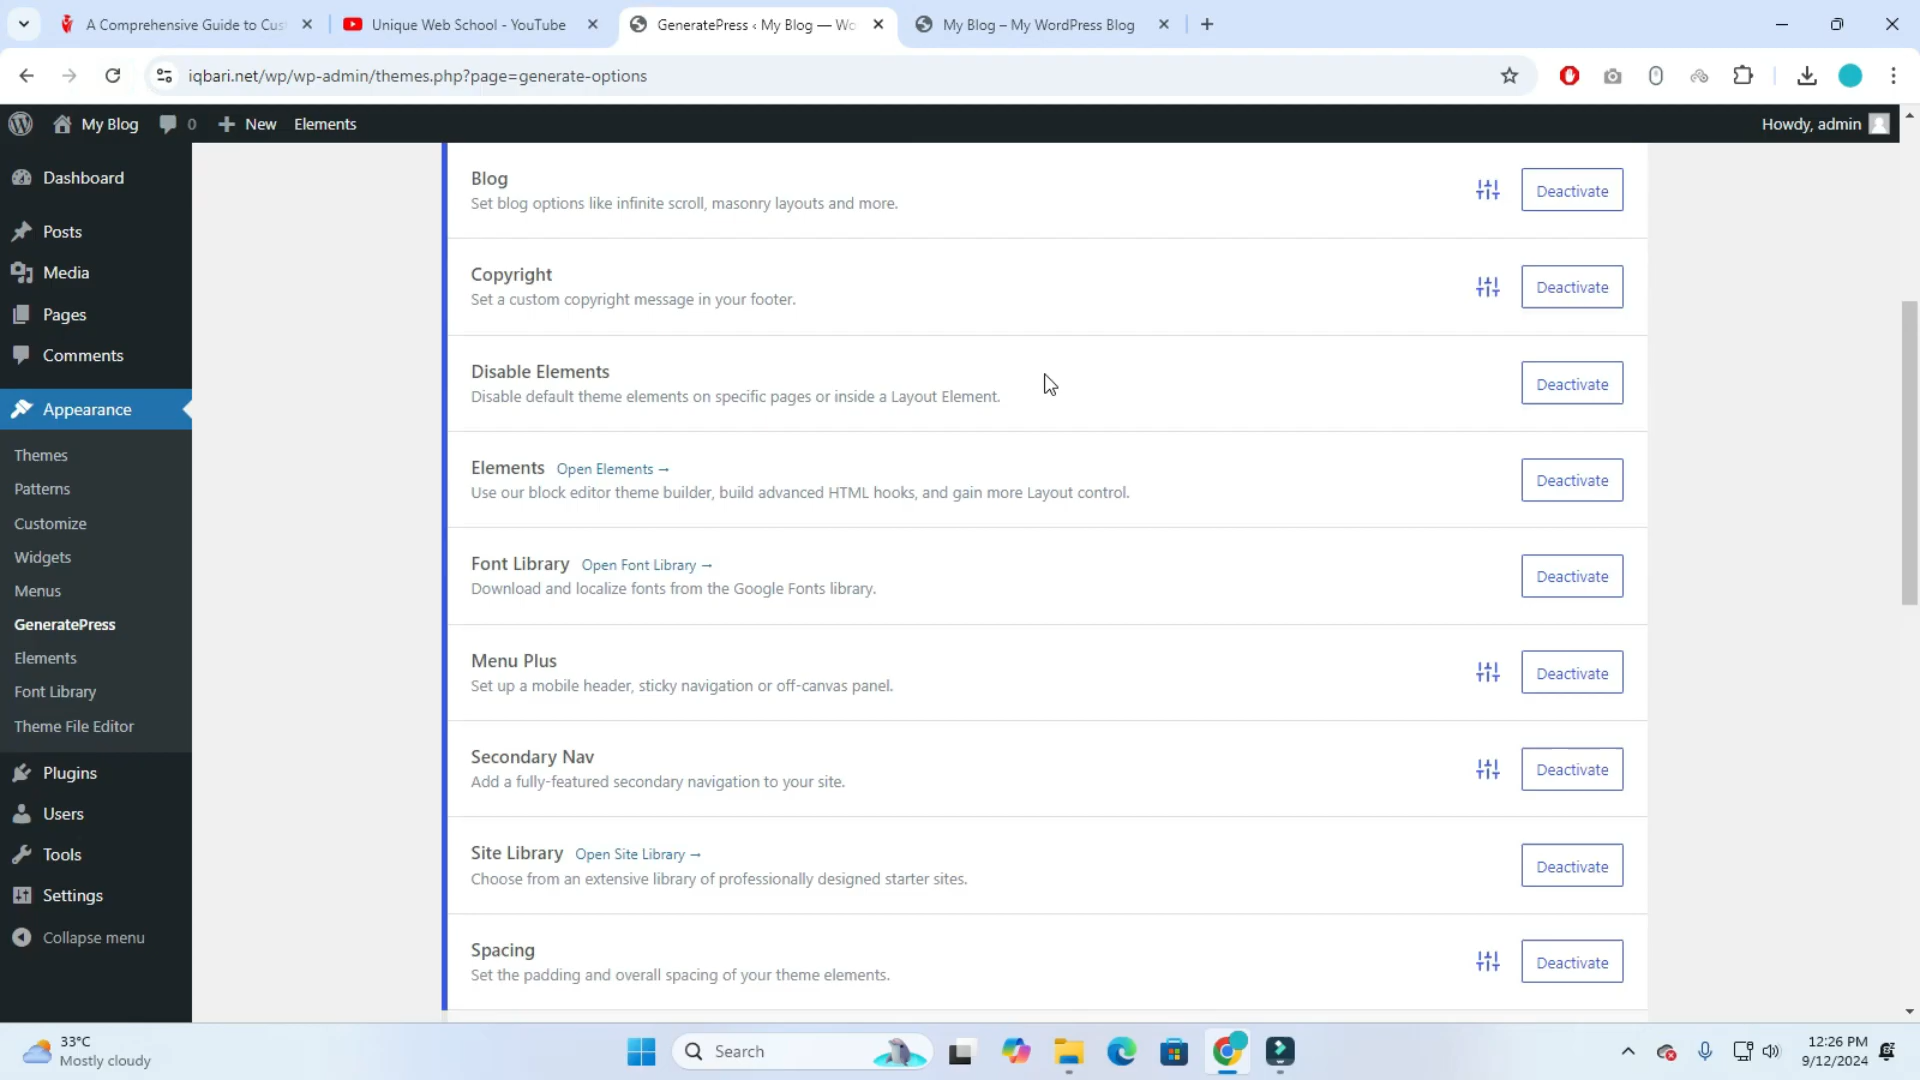 A Comprehensive Guide to Cus
Unique Web School - YouTube
GeneratePress ‹ My Blog — Wo
My Blog – My WordPress Blog
iqbari.net/wp/wp-admin/themes.php?page=generate-options
My Blog
0
New
Elements
Howdy, admin
Dashboard
Posts
Media
Pages
Comments
Appearance
Themes
Patterns
Customize
Widgets
Menus
GeneratePress
Elements
Font Library
Theme File Editor
Plugins
Users
Tools
Settings
Collapse menu
Blog
Set blog options like infinite scroll, masonry layouts and more.
Deactivate
Copyright
Set a custom copyright message in your footer.
Deactivate
Disable Elements
Disable default theme elements on specific pages or inside a Layout Element.
Deactivate
Elements Open Elements →
Use our block editor theme builder, build advanced HTML hooks, and gain more Layout control.
Deactivate
Font Library Open Font Library →
Download and localize fonts from the Google Fonts library.
Deactivate
Menu Plus
Set up a mobile header, sticky navigation or off-canvas panel.
Deactivate
Secondary Nav
Add a fully-featured secondary navigation to your site.
Deactivate
Site Library Open Site Library →
Choose from an extensive library of professionally designed starter sites.
Deactivate
Spacing
Set the padding and overall spacing of your theme elements.
Deactivate
33°C
Mostly cloudy
Search
12:26 PM
9/12/2024